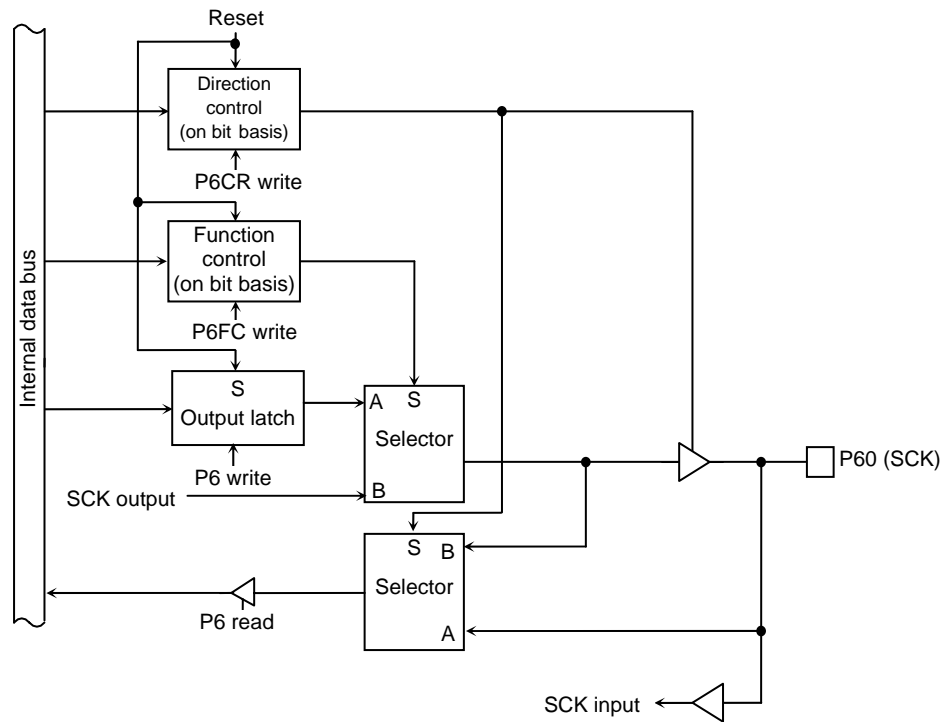 Reset
Direction
control
(on bit basis)
P6CR write
Function
control
(on bit basis)
P6FC write
Internal data bus
S
Output latch
P6 write
SCK output
A
S
Selector
B
P60 (SCK)
S
B
Selector
A
P6 read
SCK input